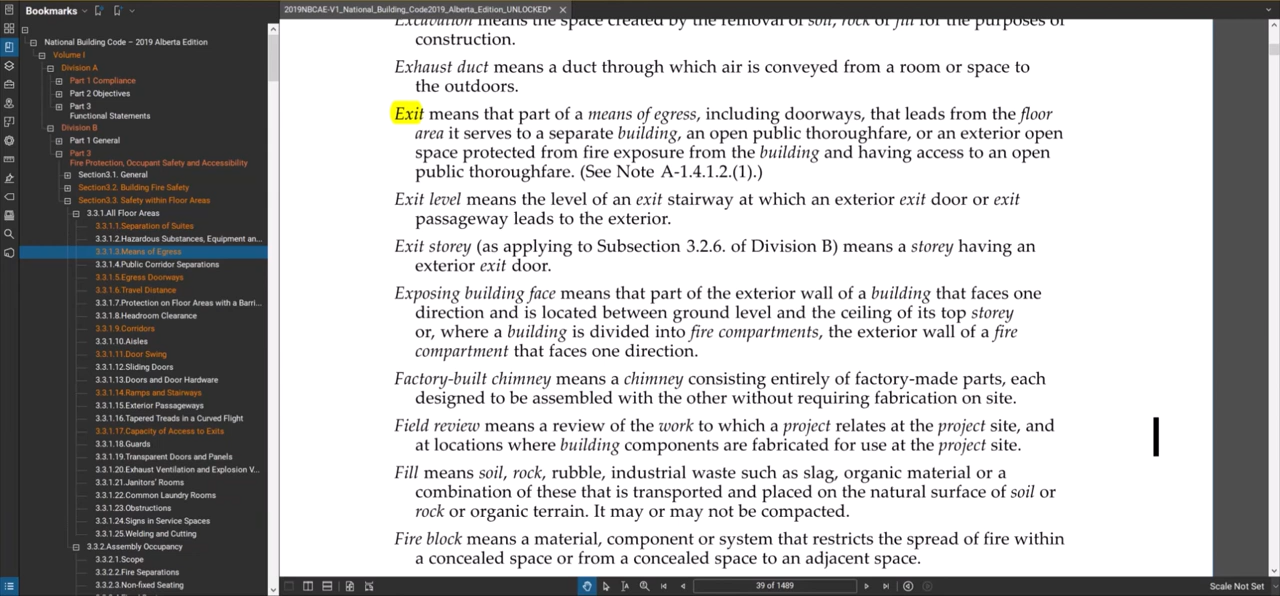 Bookmarks
2019NBCAE-V1_National_Building_Code2019_Alberta_Edition_UNLOCKED*
National Building Code – 2019 Alberta Edition
Volume I
Division A
Part 1 Compliance
Part 2 Objectives
Part 3
Functional Statements
Division B
Part 1 General
Part 3
Fire Protection, Occupant Safety and Accessibility
Section3.1. General
Section3.2. Building Fire Safety
Section3.3. Safety within Floor Areas
3.3.1.All Floor Areas
3.3.1.1.Separation of Suites
3.3.1.2.Hazardous Substances, Equipment an...
3.3.1.3.Means of Egress
3.3.1.4.Public Corridor Separations
3.3.1.5.Egress Doorways
3.3.1.6.Travel Distance
3.3.1.7.Protection on Floor Areas with a Barri...
3.3.1.8.Headroom Clearance
3.3.1.9.Corridors
3.3.1.10.Aisles
3.3.1.11.Door Swing
3.3.1.12.Sliding Doors
3.3.1.13.Doors and Door Hardware
3.3.1.14.Ramps and Stairways
3.3.1.15.Exterior Passageways
3.3.1.16.Tapered Treads in a Curved Flight
3.3.1.17.Capacity of Access to Exits
3.3.1.18.Guards
3.3.1.19.Transparent Doors and Panels
3.3.1.20.Exhaust Ventilation and Explosion V...
3.3.1.21.Janitors' Rooms
3.3.1.22.Common Laundry Rooms
3.3.1.23.Obstructions
3.3.1.24.Signs in Service Spaces
3.3.1.25.Welding and Cutting
3.3.2.Assembly Occupancy
3.3.2.1.Scope
3.3.2.2.Fire Separations
3.3.2.3.Non-fixed Seating
Excavation means the space created by the removal of soil, rock or fill for the purposes of
construction.
Exhaust duct means a duct through which air is conveyed from a room or space to
the outdoors.
Exit means that part of a means of egress, including doorways, that leads from the floor
area it serves to a separate building, an open public thoroughfare, or an exterior open
space protected from fire exposure from the building and having access to an open
public thoroughfare. (See Note A-1.4.1.2.(1).)
Exit level means the level of an exit stairway at which an exterior exit door or exit
passageway leads to the exterior.
Exit storey (as applying to Subsection 3.2.6. of Division B) means a storey having an
exterior exit door.
Exposing building face means that part of the exterior wall of a building that faces one
direction and is located between ground level and the ceiling of its top storey
or, where a building is divided into fire compartments, the exterior wall of a fire
compartment that faces one direction.
Factory-built chimney means a chimney consisting entirely of factory-made parts, each
designed to be assembled with the other without requiring fabrication on site.
Field review means a review of the work to which a project relates at the project site, and
at locations where building components are fabricated for use at the project site.
Fill means soil, rock, rubble, industrial waste such as slag, organic material or a
combination of these that is transported and placed on the natural surface of soil or
rock or organic terrain. It may or may not be compacted.
Fire block means a material, component or system that restricts the spread of fire within
a concealed space or from a concealed space to an adjacent space.
39 of 1489
Scale Not Set